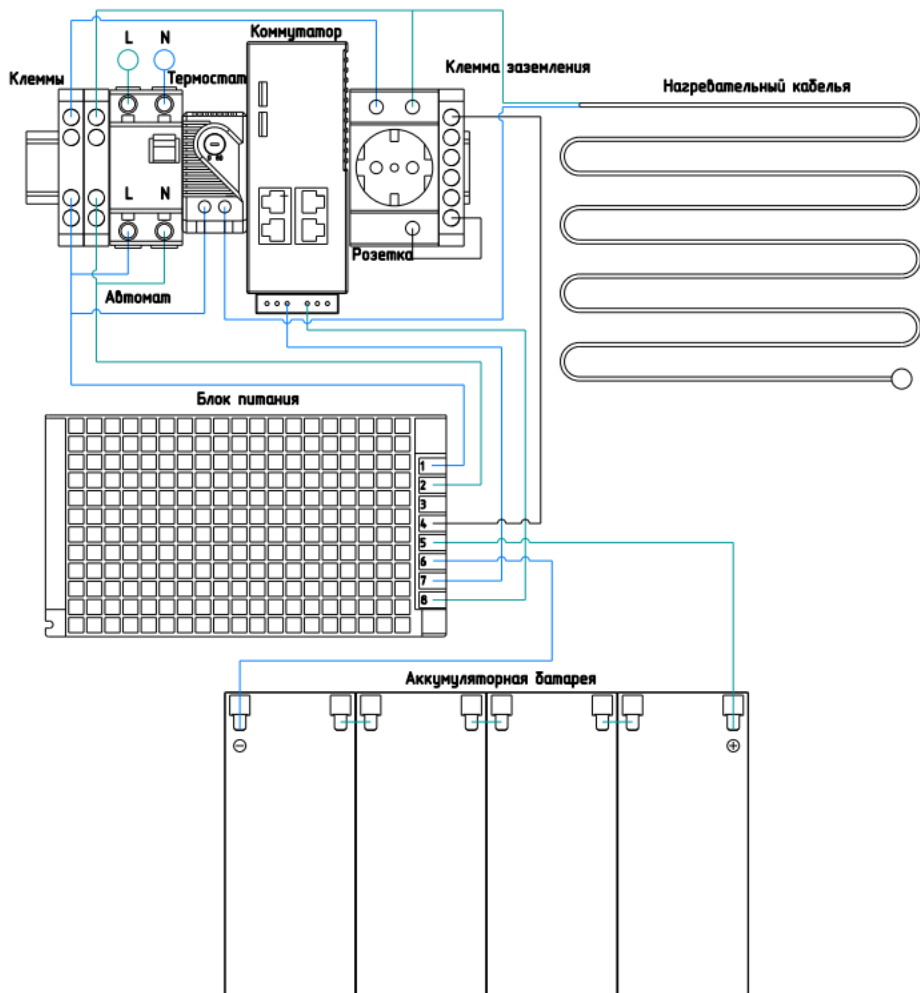 Коммутатор
L N
Клеммы
Термостат
Клемма заземления
Нагревательный кабелья
L N
Розетка
Автомат
Блок питания
1
2
3
4
5
6
7
8
Аккумуляторная батарея
−
+